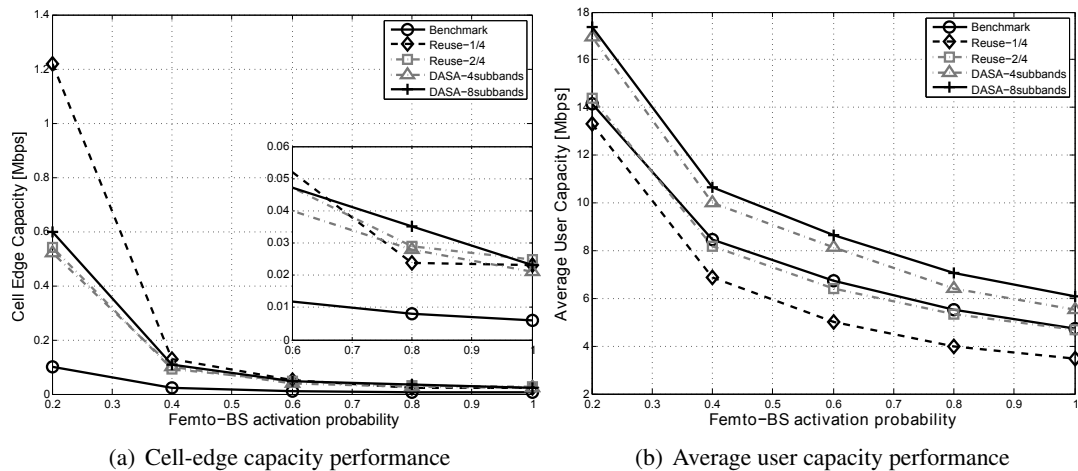 1.4
1.2
1
0.8
0.6
0.4
0.2
0
Cell Edge Capacity [Mbps]
Benchmark
Reuse−1/4
Reuse−2/4
DASA−4subbands
DASA−8subbands
0.06
0.05
0.04
0.03
0.02
0.01
0
0.6 0.7 0.8 0.9 1
0.2 0.3 0.4 0.5 0.6 0.7 0.8 0.9 1
Femto−BS activation probability
(a) Cell-edge capacity performance
18
16
14
12
10
8
6
4
2
Average User Capacity [Mbps]
Benchmark
Reuse−1/4
Reuse−2/4
DASA−4subbands
DASA−8subbands
0.2 0.3 0.4 0.5 0.6 0.7 0.8 0.9 1
Femto−BS activation probability
(b) Average user capacity performance